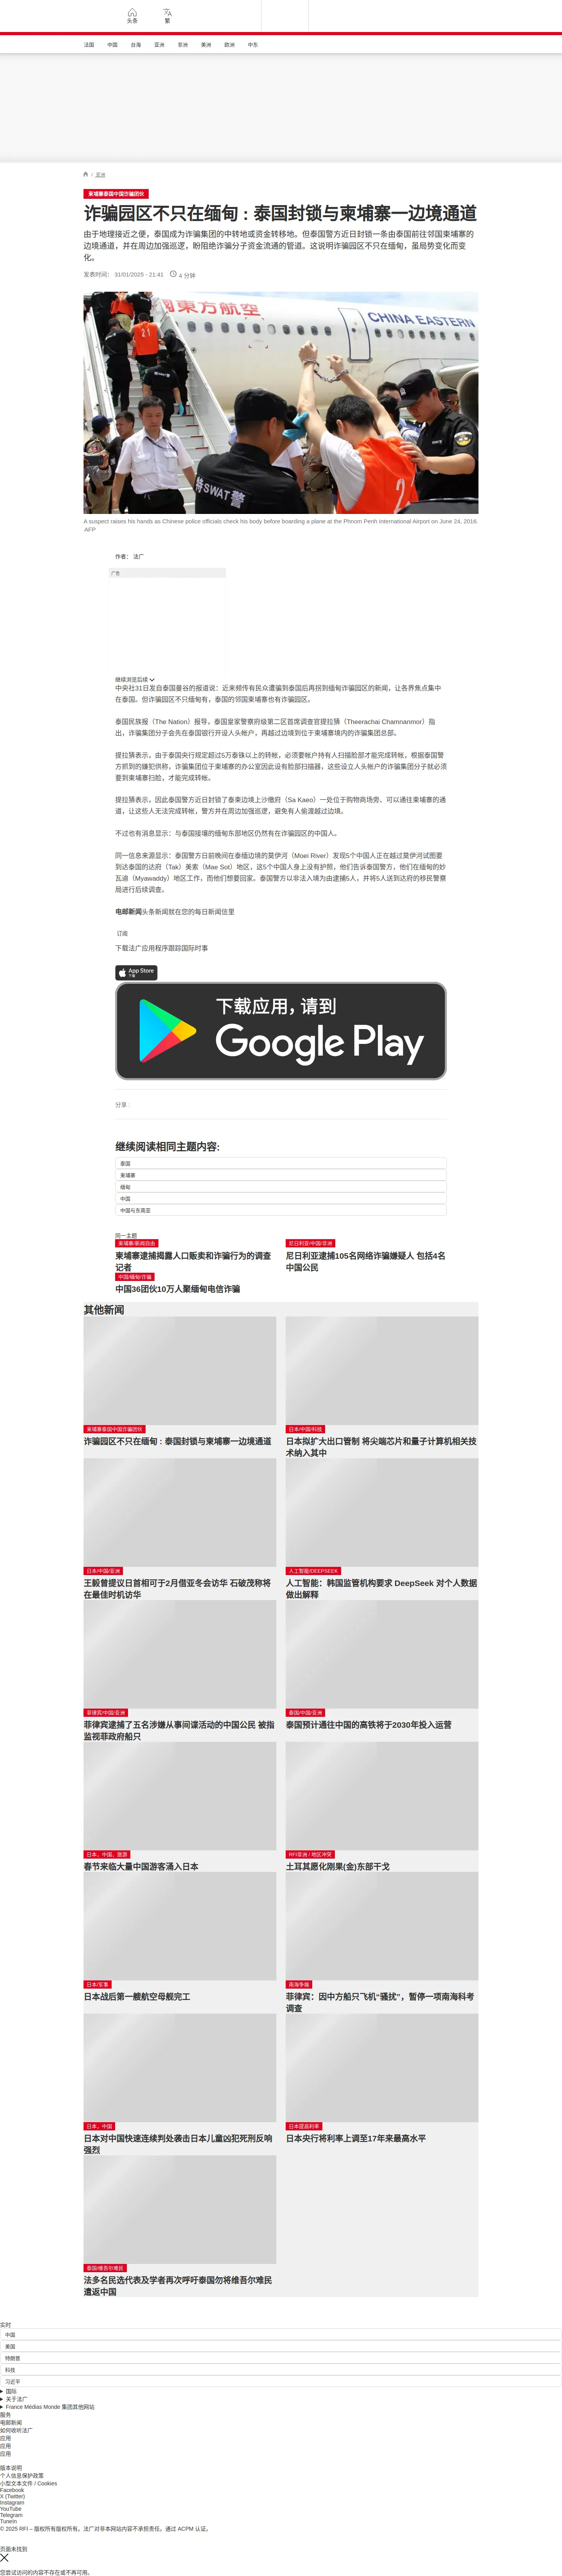 头条
繁
法国
中国
台海
亚洲
非洲
美洲
欧洲
中东
/ 亚洲
柬埔寨泰国中国诈骗团伙
诈骗园区不只在缅甸 : 泰国封锁与柬埔寨一边境通道
由于地理接近之便，泰国成为诈骗集团的中转地或资金转移地。但泰国警方近日封锁一条由泰国前往邻国柬埔寨的
边境通道，并在周边加强巡逻，盼阻绝诈骗分子资金流通的管道。这说明诈骗园区不只在缅甸，虽局势变化而变
化。
发表时间： 31/01/2025 - 21:41
4 分钟
中國東方航空
CHINA EASTERN
特警
SWAT
A suspect raises his hands as Chinese police officials check his body before boarding a plane at the Phnom Penh International Airport on June 24, 2016.
AFP
作者： 法广
广告
继续浏览后续
中央社31日发自泰国曼谷的报道说：近来频传有民众遭骗到泰国后再拐到缅甸诈骗园区的新闻，让各界焦点集中
在泰国。但诈骗园区不只缅甸有，泰国的邻国柬埔寨也有诈骗园区。
泰国民族报（The Nation）报导，泰国皇家警察府级第二区首席调查官提拉猜（Theerachai Chamnanmor）指
出，诈骗集团分子会先在泰国银行开设人头帐户，再越过边境到位于柬埔寨境内的诈骗集团总部。
提拉猜表示，由于泰国央行规定超过5万泰铢以上的转帐，必须要帐户持有人扫描脸部才能完成转帐，根据泰国警
方抓到的嫌犯供称，诈骗集团位于柬埔寨的办公室因此设有脸部扫描器，这些设立人头帐户的诈骗集团分子就必须
要到柬埔寨扫脸，才能完成转帐。
提拉猜表示，因此泰国警方近日封锁了泰柬边境上沙缴府（Sa Kaeo）一处位于购物商场旁、可以通往柬埔寨的通
道，让这些人无法完成转帐，警方并在周边加强巡逻，避免有人偷渡越过边境。
不过也有消息显示：与泰国接壤的缅甸东部地区仍然有在诈骗园区的中国人。
同一信息来源显示：泰国警方日前晚间在泰缅边境的莫伊河（Moei River）发现5个中国人正在越过莫伊河试图要
到达泰国的达府（Tak）美索（Mae Sot）地区，这5个中国人身上没有护照，他们告诉泰国警方，他们在缅甸的妙
瓦迪（Myawaddy）地区工作，而他们想要回家。泰国警方以非法入境为由逮捕5人，并将5人送到达府的移民警察
局进行后续调查。
电邮新闻头条新闻就在您的每日新闻信里
订阅
下载法广应用程序跟踪国际时事
App Store
下载
下载应用，请到
Google Play
分享 :
继续阅读相同主题内容:
泰国
柬埔寨
缅甸
中国
中国与东南亚
同一主题
柬埔寨/新闻自由
柬埔寨逮捕揭露人口贩卖和诈骗行为的调查
记者
尼日利亚/中国/非洲
尼日利亚逮捕105名网络诈骗嫌疑人 包括4名
中国公民
中国/缅甸/诈骗
中国36团伙10万人聚缅甸电信诈骗
其他新闻
柬埔寨泰国中国诈骗团伙
诈骗园区不只在缅甸 : 泰国封锁与柬埔寨一边境通道
日本/中国/科技
日本拟扩大出口管制 将尖端芯片和量子计算机相关技
术纳入其中
日本/中国/亚洲
王毅曾提议日首相可于2月借亚冬会访华 石破茂称将
在最佳时机访华
人工智能/DEEPSEEK
人工智能：韩国监管机构要求 DeepSeek 对个人数据
做出解释
菲律宾/中国/亚洲
菲律宾逮捕了五名涉嫌从事间谍活动的中国公民 被指
监视菲政府船只
泰国/中国/亚洲
泰国预计通往中国的高铁将于2030年投入运营
日本、中国、旅游
春节来临大量中国游客涌入日本
RFI非洲 / 地区冲突
土耳其愿化刚果(金)东部干戈
日本/军事
日本战后第一艘航空母舰完工
南海争端
菲律宾：因中方船只飞机“骚扰”，暂停一项南海科考
调查
日本，中国
日本对中国快速连续判处袭击日本儿童凶犯死刑反响
强烈
日本提高利率
日本央行将利率上调至17年来最高水平
泰国/维吾尔难民
法多名民选代表及学者再次呼吁泰国勿将维吾尔难民
遣返中国
实时
中国
美国
特朗普
科技
习近平
国际
关于法广
France Médias Monde 集团其他网站
服务
电邮新闻
如何收听法广
应用
应用
应用
版本说明
个人信息保护政策
小型文本文件 / Cookies
Facebook
X (Twitter)
Instagram
YouTube
Telegram
TuneIn
© 2025 RFI – 版权所有版权所有。法广对非本网站内容不承担责任。通过 ACPM 认证。
页面未找到
您尝试访问的内容不存在或不再可用。